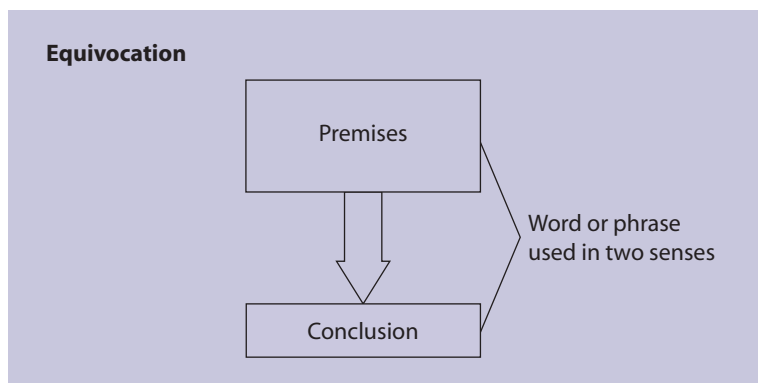 Equivocation
Premises
Word or phrase
used in two senses
Conclusion